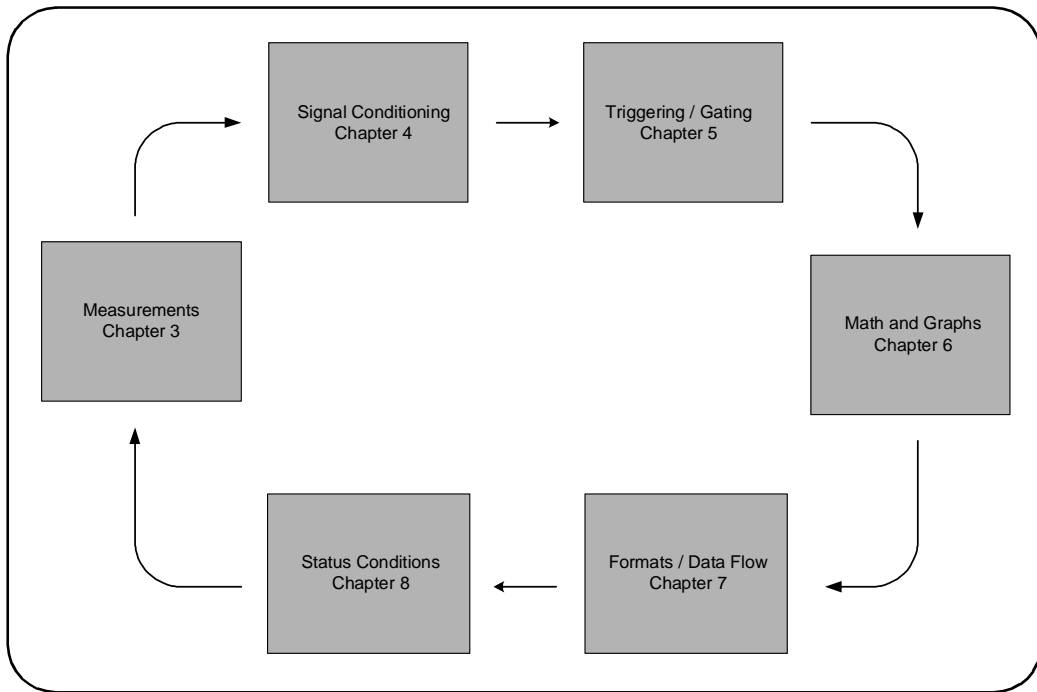 Signal Conditioning
Chapter 4
Triggering / Gating
Chapter 5
Measurements
Chapter 3
Math and Graphs
Chapter 6
Status Conditions
Chapter 8
Formats / Data Flow
Chapter 7